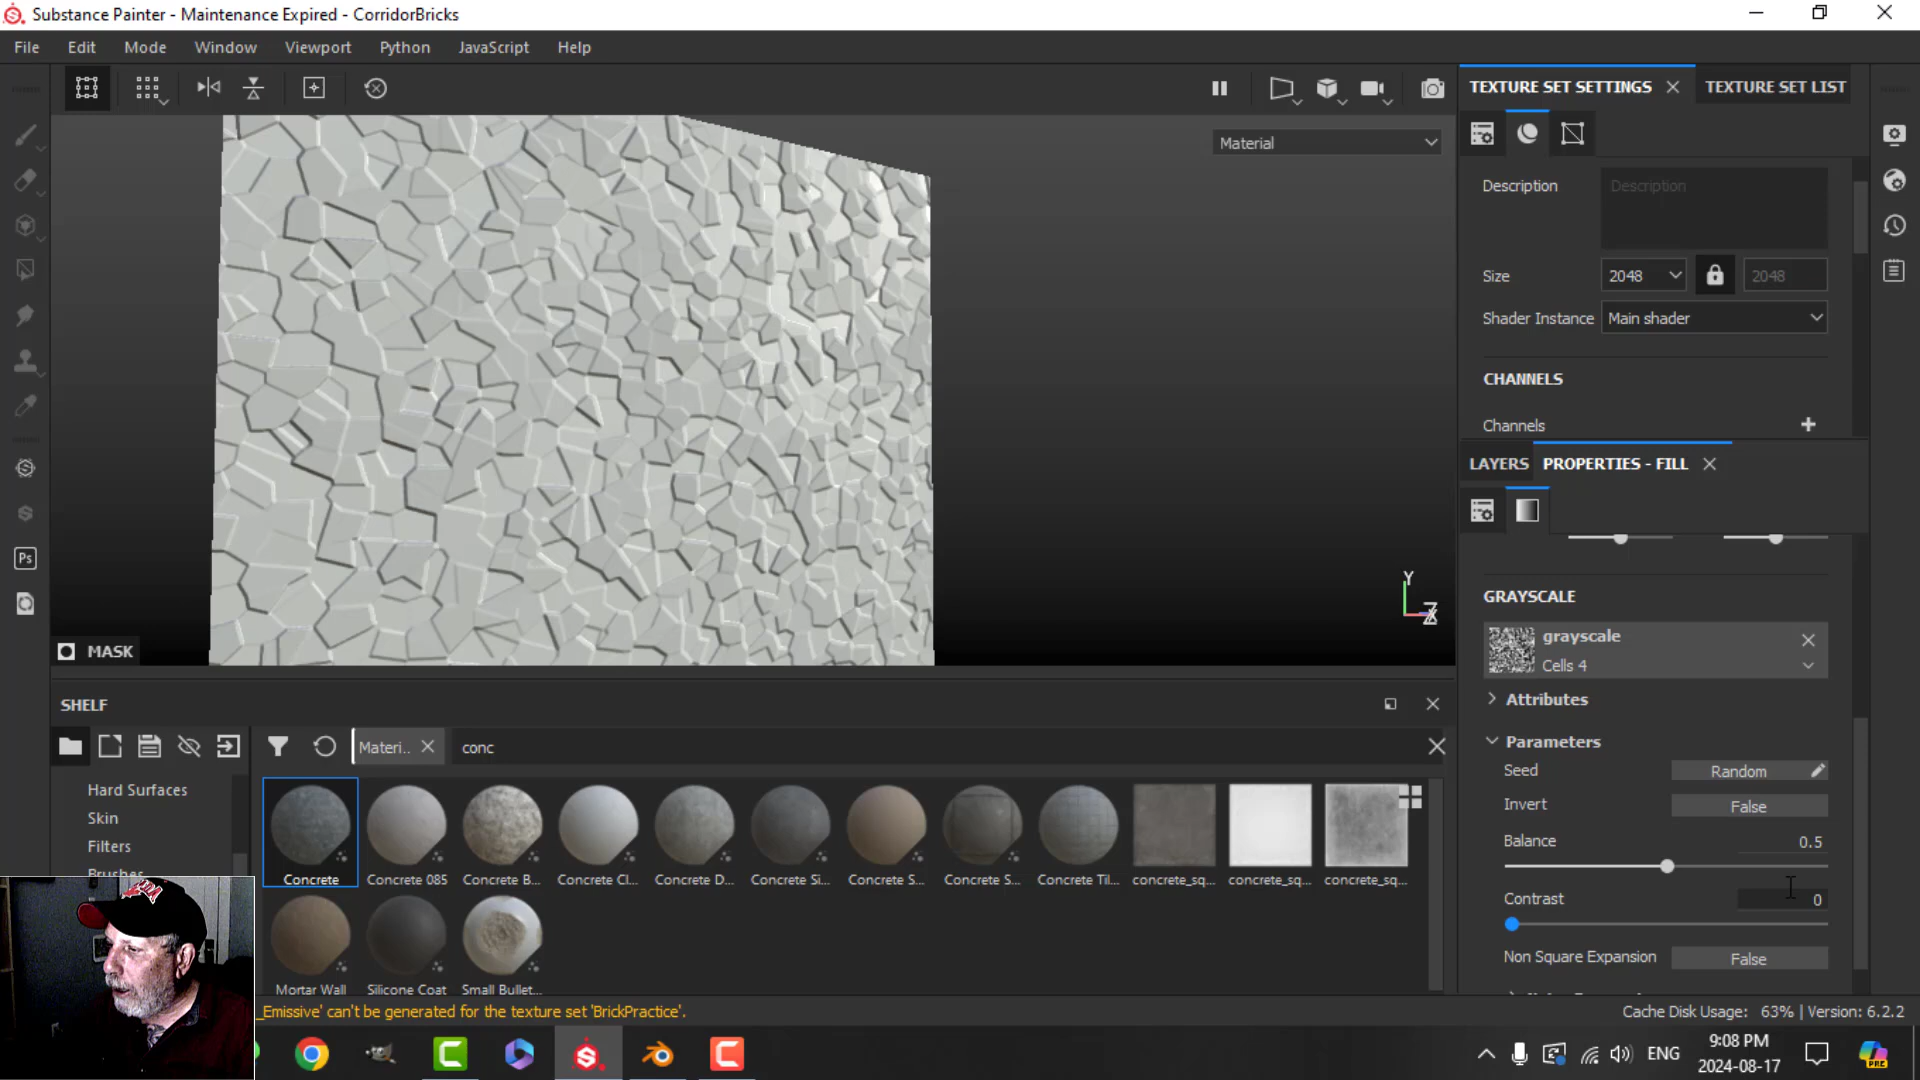 Substance Painter - Maintenance Expired - CorridorBricks
File Edit Mode Window Viewport Python JavaScript Help
TEXTURE SET SETTINGS
TEXTURE SET LIST
Material
Description
Description
Size
2048
2048
Shader Instance
Main shader
CHANNELS
Channels
LAYERS
PROPERTIES - FILL
Y
MASK
GRAYSCALE
grayscale
Cells 4
Attributes
Parameters
Seed
Random
Invert
False
Balance
0.5
Contrast
0
Non Square Expansion
False
SHELF
Materi..
conc
Hard Surfaces
Skin
Filters
Brushes
Concrete
Concrete 085
Concrete B...
Concrete Cl...
Concrete D...
Concrete Si...
Concrete S...
Concrete S...
Concrete Til...
concrete_sq...
concrete_sq...
concrete_sq...
Mortar Wall
Silicone Coat
Small Bullet...
_Emissive' can't be generated for the texture set 'BrickPractice'.
Cache Disk Usage: 63% | Version: 6.2.2
Ps
ENG
9:08 PM
2024-08-17
PRE